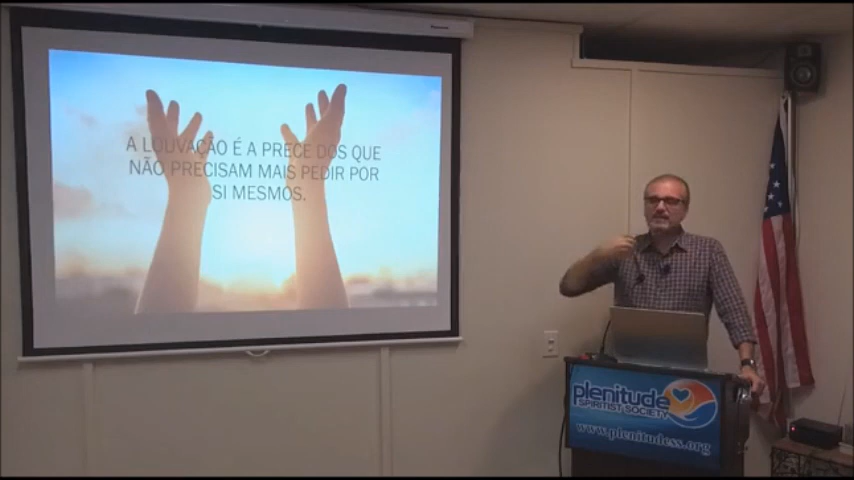 A LOUVAÇÃO É A PRECE DOS QUE
NÃO PRECISAM MAIS PEDIR POR
SI MESMOS.
plenitude
SPIRITIST SOCIETY
www.plenitudess.org